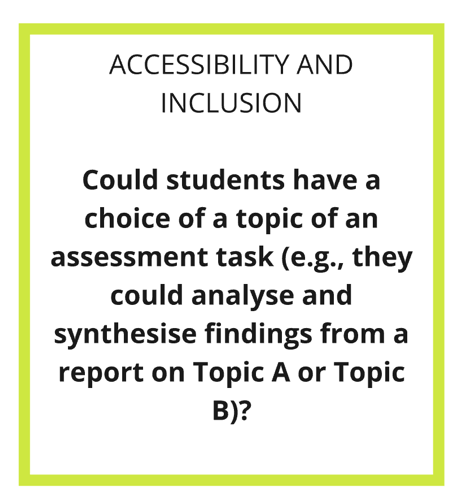 ACCESSIBILITY AND
INCLUSION
Could students have a
choice of a topic of an
assessment task (e.g., they
could analyse and
synthesise findings from a
report on Topic A or Topic
B)?